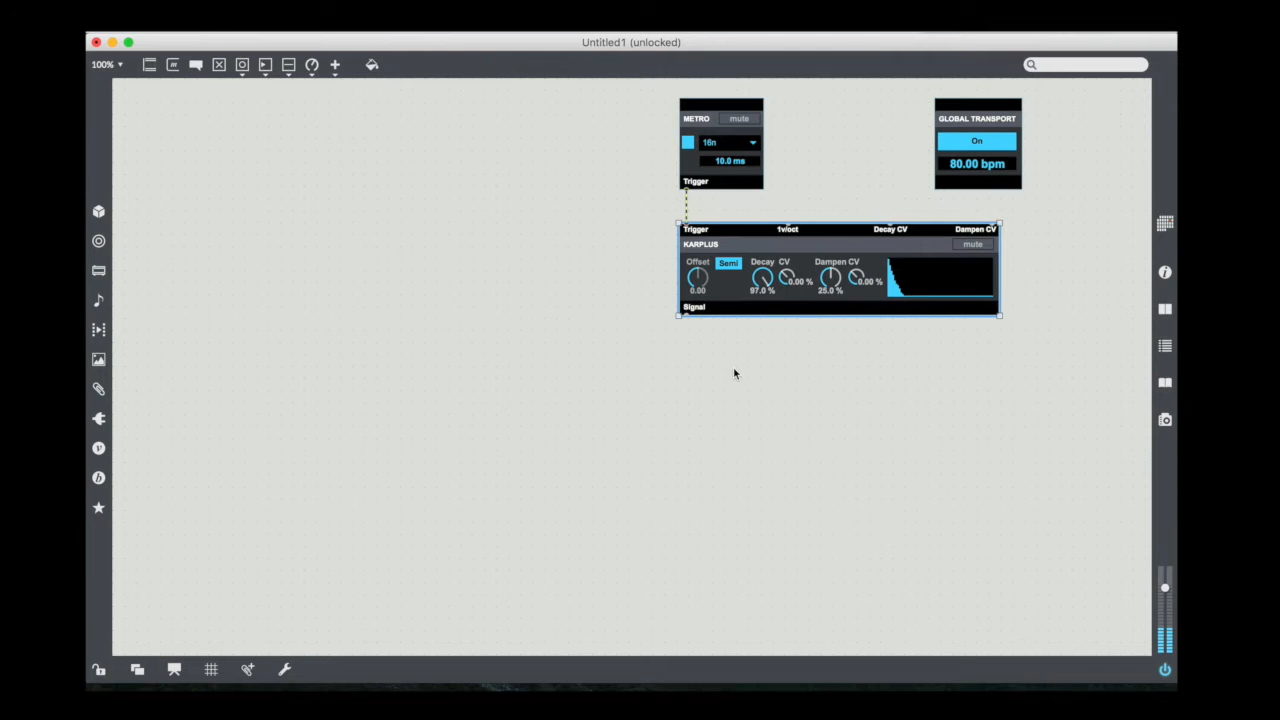 Untitled1 (unlocked)
100%
METRO mute
16n
10.0 ms
Trigger
GLOBAL TRANSPORT
On
80.00 bpm
Trigger 1v/oct Decay CV Dampen CV
KARPLUS mute
Offset Semi Decay CV Dampen CV
0.00 97.0 % 0.00 % 25.0 % 0.00 %
Signal